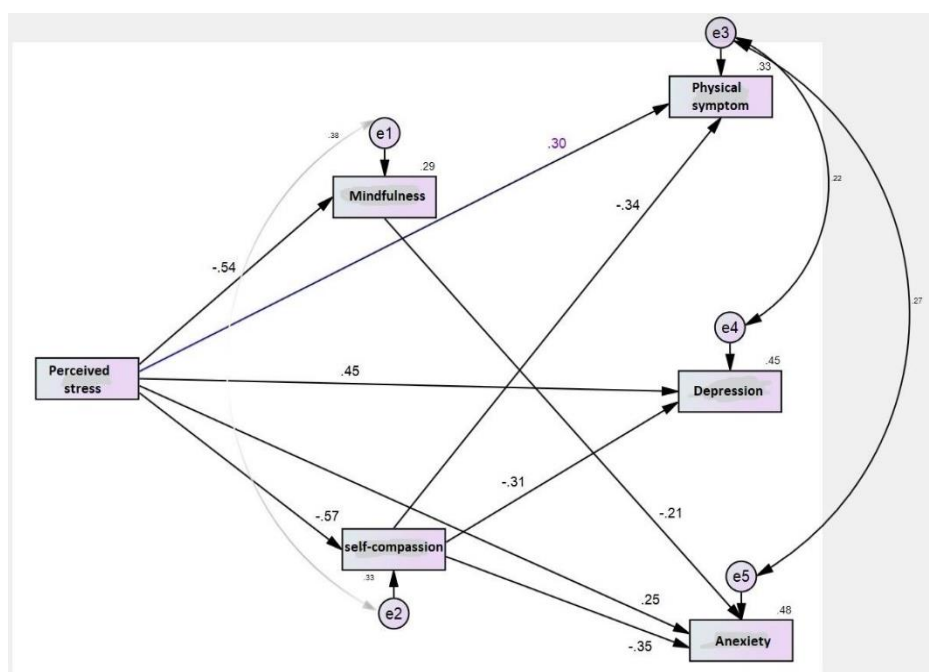 e3
.33
Physical
symptom
.38
e1
.29
.30
Mindfulness
.22
-.34
-.54
.27
e4
.45
Perceived
stress
.45
Depression
-.31
-.57
-.21
self-compassion
.33
e5
.25
e2
.48
-.35
Anexiety